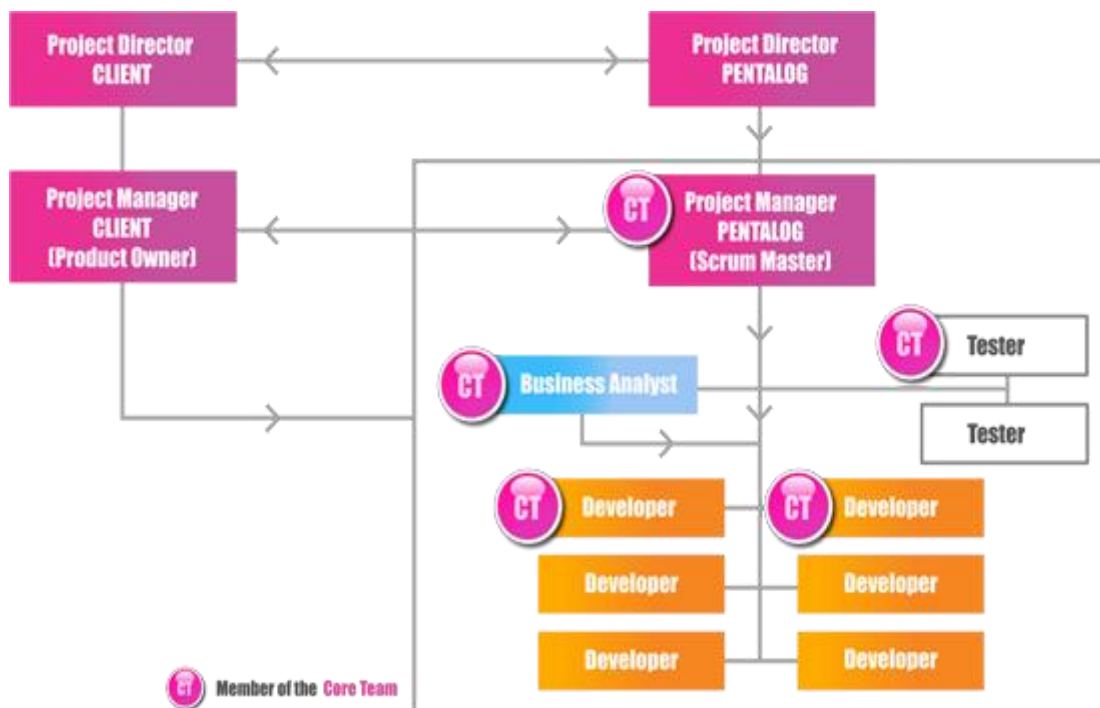 Project Director
CLIENT
Project Director
PENTALOG
Project Manager
CLIENT
(Product Owner)
CT
Project Manager
PENTALOG
(Scrum Master)
CT
Tester
CT
Business Analyst
Tester
CT
Developer
CT
Developer
Developer
Developer
Developer
Developer
CT
Member of the Core Team